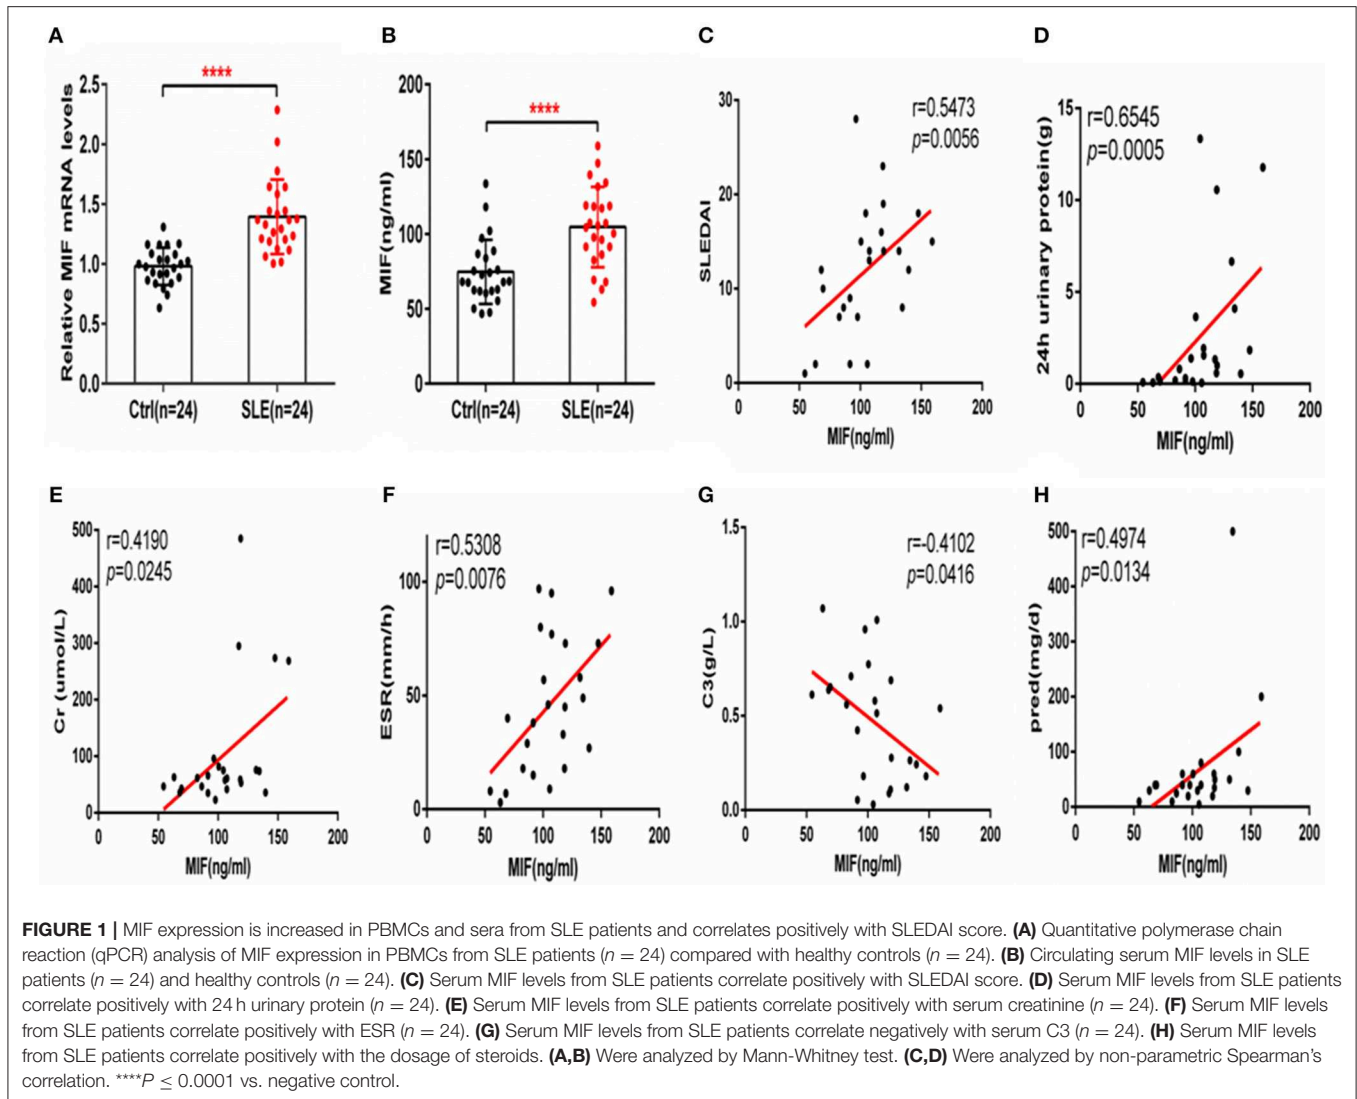 A
B
C
D
Relative MIF mRNA levels
2.5
2.0
1.5
1.0
0.5
0.0
****
Ctrl(n=24)
SLE(n=24)
MIF(ng/ml)
200
150
100
50
0
****
Ctrl(n=24)
SLE(n=24)
SLEDAI
30
20
10
0
r=0.5473
p=0.0056
0
50
100
150
200
MIF(ng/ml)
24h urinary protein(g)
15
10
5
0
r=0.6545
p=0.0005
0
50
100
150
200
MIF(ng/ml)
E
F
G
H
Cr (umol/L)
500
400
300
200
100
0
r=0.4190
p=0.0245
0
50
100
150
200
MIF(ng/ml)
ESR(mm/h)
100
50
0
r=0.5308
p=0.0076
0
50
100
150
200
MIF(ng/ml)
C3(g/L)
1.5
1.0
0.5
0.0
r=-0.4102
p=0.0416
0
50
100
150
200
MIF(ng/ml)
pred(mg/d)
500
400
300
200
100
0
r=0.4974
p=0.0134
0
50
100
150
200
MIF(ng/ml)
FIGURE 1 | MIF expression is increased in PBMCs and sera from SLE patients and correlates positively with SLEDAI score. (A) Quantitative polymerase chain
reaction (qPCR) analysis of MIF expression in PBMCs from SLE patients (n = 24) compared with healthy controls (n = 24). (B) Circulating serum MIF levels in SLE
patients (n = 24) and healthy controls (n = 24). (C) Serum MIF levels from SLE patients correlate positively with SLEDAI score. (D) Serum MIF levels from SLE patients
correlate positively with 24 h urinary protein (n = 24). (E) Serum MIF levels from SLE patients correlate positively with serum creatinine (n = 24). (F) Serum MIF levels
from SLE patients correlate positively with ESR (n = 24). (G) Serum MIF levels from SLE patients correlate negatively with serum C3 (n = 24). (H) Serum MIF levels
from SLE patients correlate positively with the dosage of steroids. (A,B) Were analyzed by Mann-Whitney test. (C,D) Were analyzed by non-parametric Spearman's
correlation. ****P ≤ 0.0001 vs. negative control.